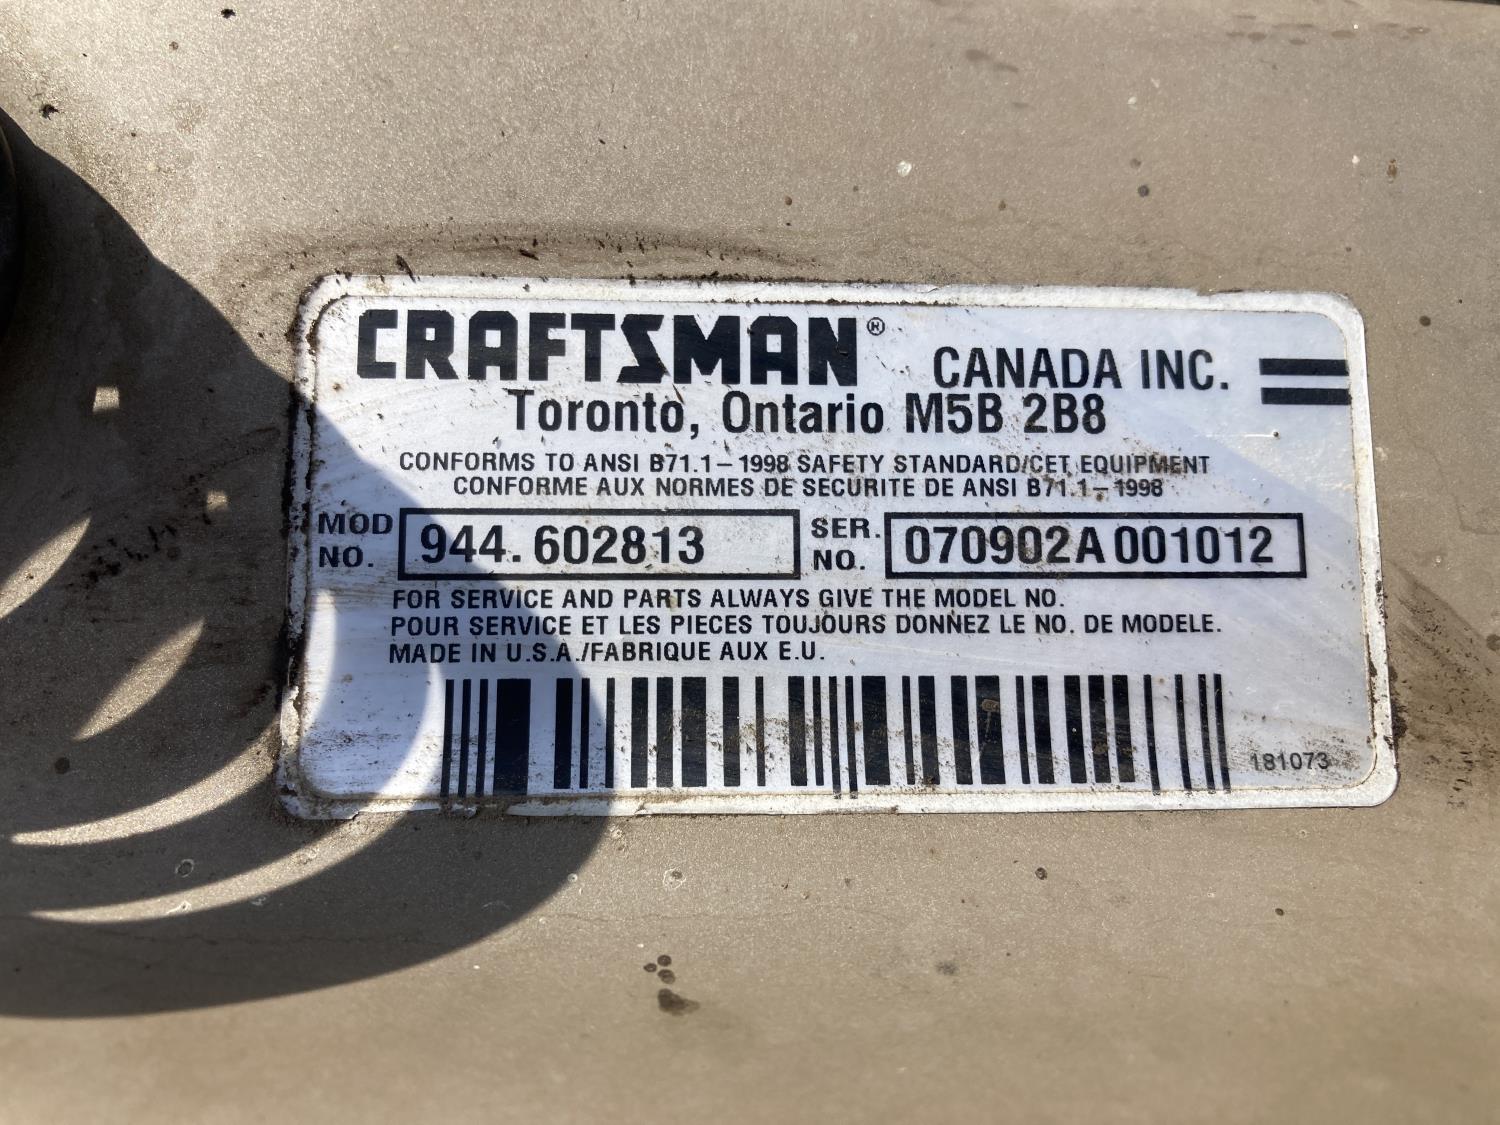 CRAFTSMAN® CANADA INC.
Toronto, Ontario M5B 2B8
CONFORMS TO ANSI B71.1-1998 SAFETY STANDARD/CET EQUIPMENT
CONFORME AUX NORMES DE SECURITE DE ANSI B71.1-1998
MOD NO. 944.602813 SER. NO. 070902A 001012
FOR SERVICE AND PARTS ALWAYS GIVE THE MODEL NO.
POUR SERVICE ET LES PIECES TOUJOURS DONNEZ LE NO. DE MODELE.
MADE IN U.S.A./FABRIQUE AUX E.U.
181073